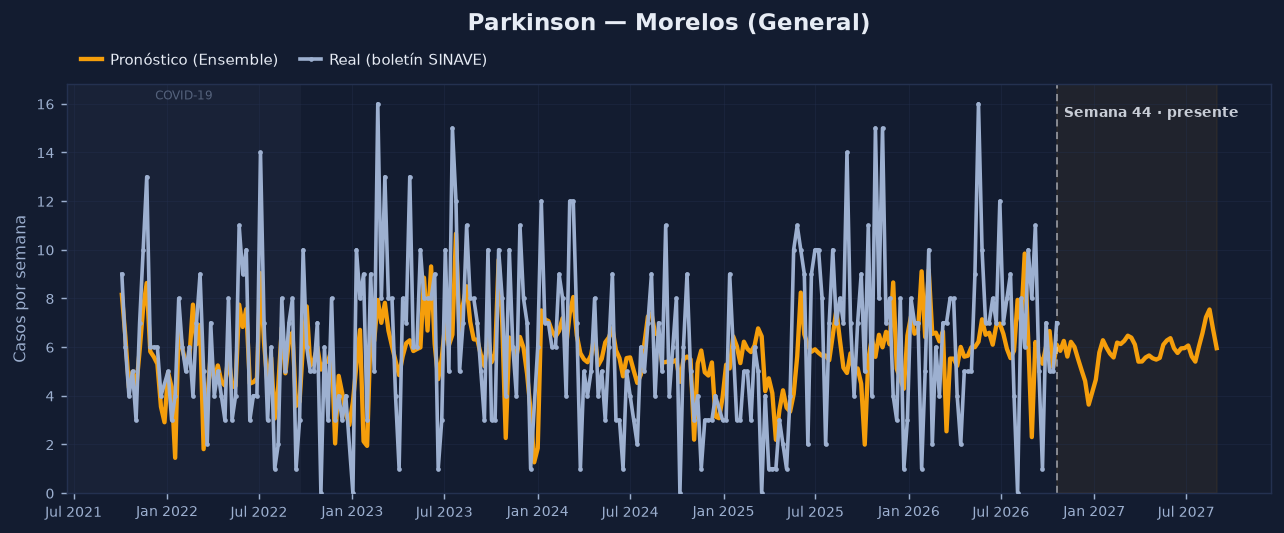 Parkinson — Morelos (General)
Pronóstico (Ensemble)
Real (boletín SINAVE)
COVID-19
Semana 44 · presente
Casos por semana
16
14
12
10
8
6
4
2
0
Jul 2021
Jan 2022
Jul 2022
Jan 2023
Jul 2023
Jan 2024
Jul 2024
Jan 2025
Jul 2025
Jan 2026
Jul 2026
Jan 2027
Jul 2027